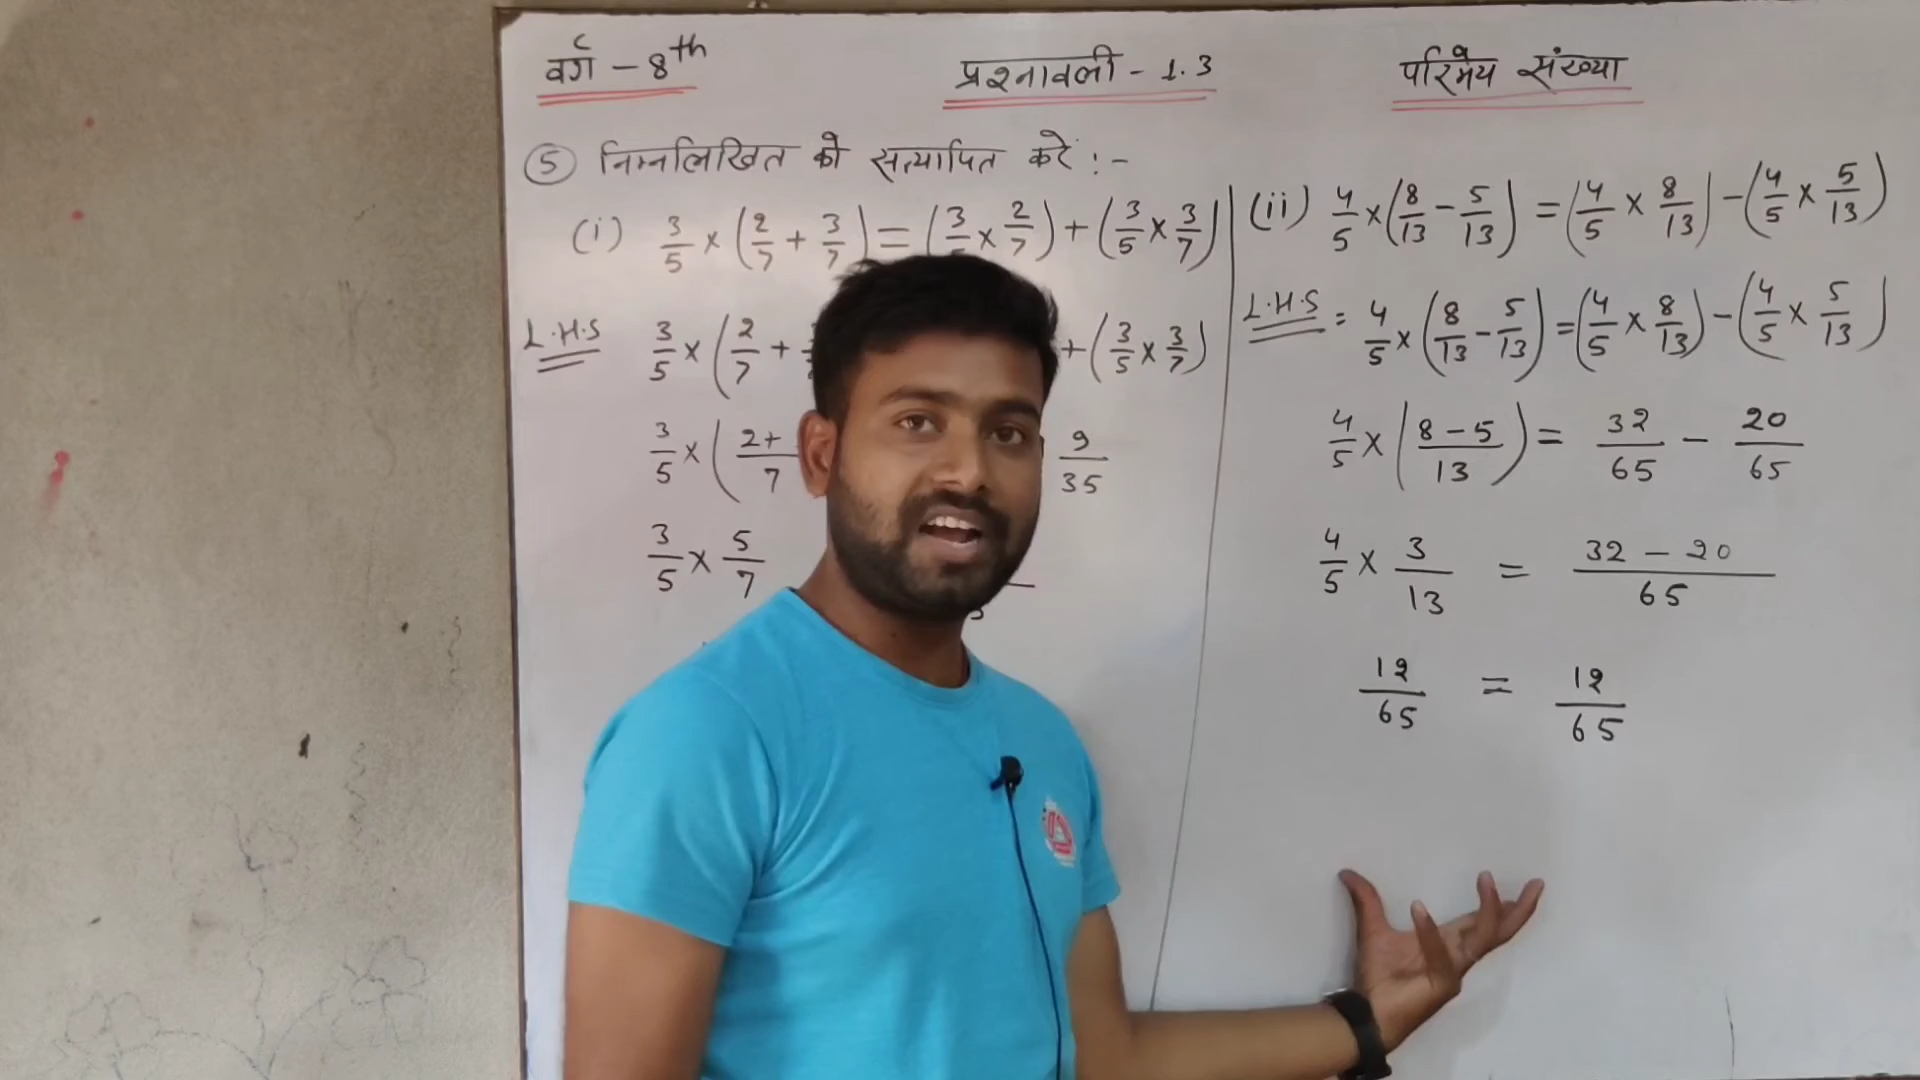 वर्ग - 8th
प्रश्नावली - 1.3
परिमेय संख्या
(5) निम्नलिखित को सत्यापित करें :-
(i) 3/5 × (2/7 + 3/7) = (3/ × 2/7) + (3/5 × 3/7)
L.H.S 3/5 × (2/7 + + (3/5 × 3/7)
3/5 × (2+ /7 9/35
3/5 × 5/7
(ii) 4/5 × (8/13 - 5/13) = (4/5 × 8/13) - (4/5 × 5/13)
L.H.S = 4/5 × (8/13 - 5/13) = (4/5 × 8/13) - (4/5 × 5/13)
4/5 × (8 - 5/13) = 32/65 - 20/65
4/5 × 3/13 = 32 - 20/65
12/65 = 12/65